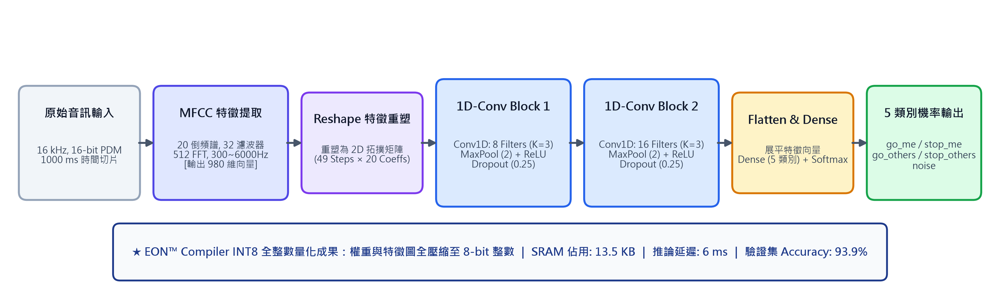 原始音訊輸入
16 kHz, 16-bit PDM
1000 ms 時間切片
MFCC 特徵提取
20 倒頻譜, 32 濾波器
512 FFT, 300~6000Hz
[輸出 980 維向量]
Reshape 特徵重塑
重塑為 2D 拓撲矩陣
(49 Steps × 20 Coeffs)
1D-Conv Block 1
Conv1D: 8 Filters (K=3)
MaxPool (2) + ReLU
Dropout (0.25)
1D-Conv Block 2
Conv1D: 16 Filters (K=3)
MaxPool (2) + ReLU
Dropout (0.25)
Flatten & Dense
展平特徵向量
Dense (5 類別) + Softmax
5 類別機率輸出
go_me / stop_me
go_others / stop_others
noise
★ EON™ Compiler INT8 全整數量化成果：權重與特徵圖全壓縮至 8-bit 整數 | SRAM 佔用: 13.5 KB | 推論延遲: 6 ms | 驗證集 Accuracy: 93.9%